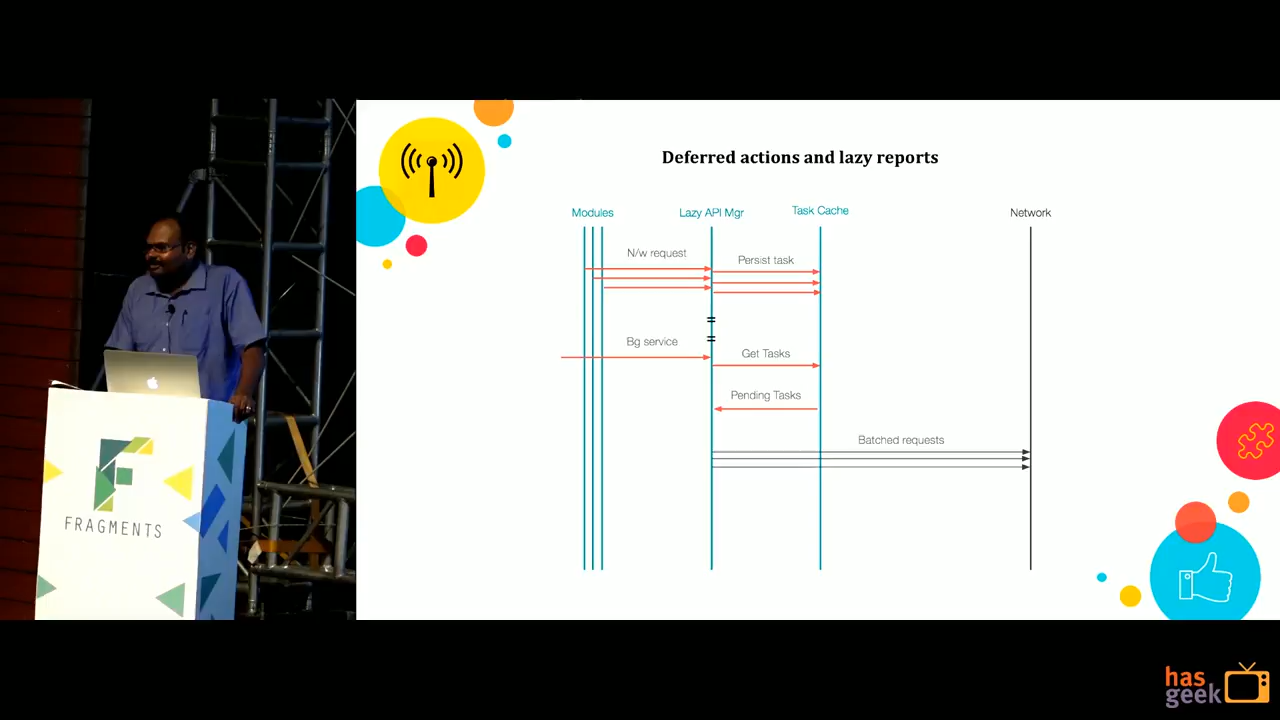 Deferred actions and lazy reports
Modules
Lazy API Mgr
Task Cache
Network
N/w request
Persist task
Bg service
Get Tasks
Pending Tasks
Batched requests
FRAGMENTS
has
geek